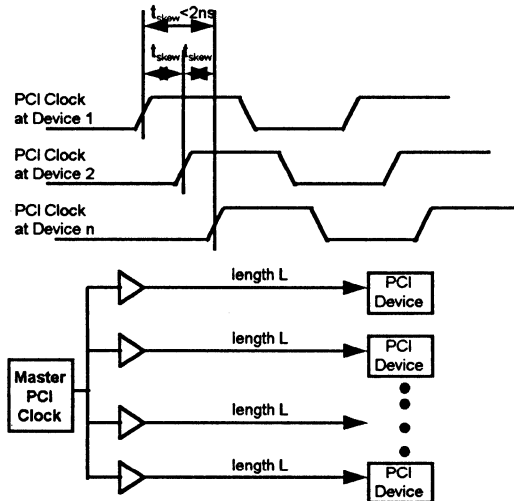 tskew<2ns
tskew tskew
PCI Clock
at Device 1
PCI Clock
at Device 2
PCI Clock
at Device n
length L
PCI
Device
length L
PCI
Device
Master
PCI
Clock
length L
length L
PCI
Device